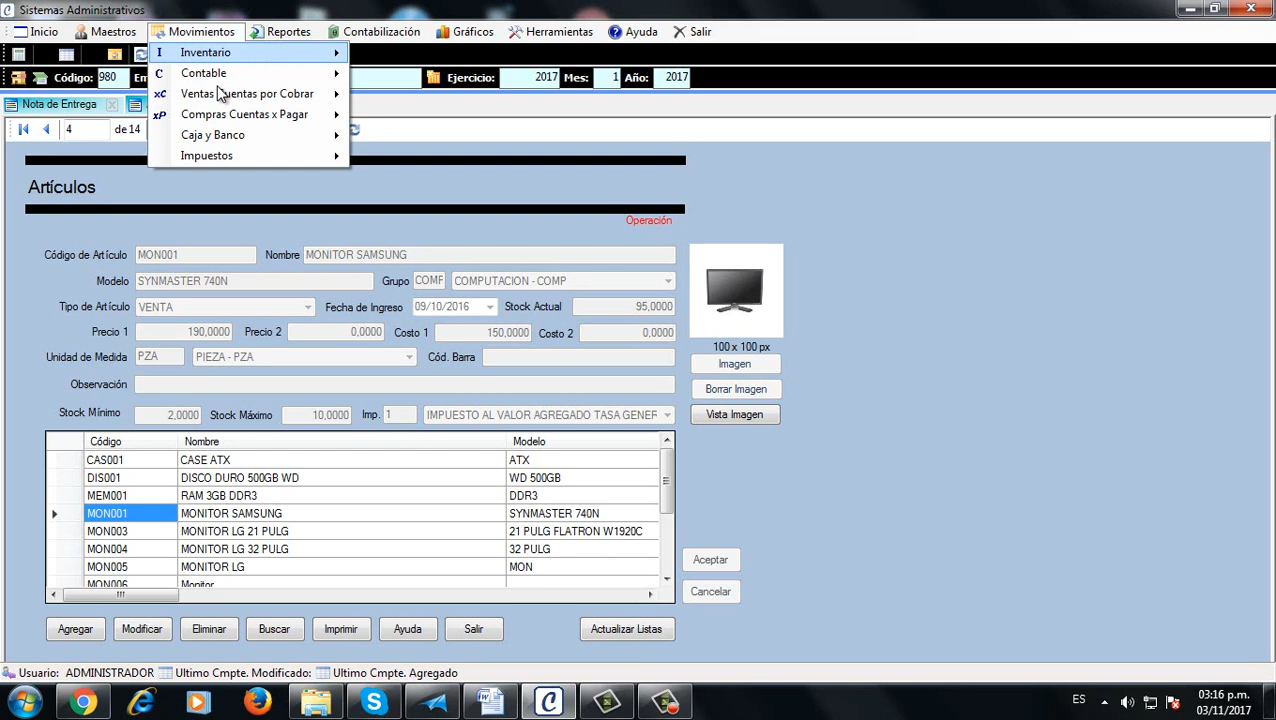 Sistemas Administrativos
Inicio Maestros Movimientos Reportes Contabilización Gráficos Herramientas Ayuda Salir
I Inventario
C Contable
xC Ventas Cuentas por Cobrar
xP Compras Cuentas x Pagar
Caja y Banco
Impuestos
Código: 980 Ejercicio: 2017 Mes: 1 Año: 2017
Nota de Entrega
4 de 14
Artículos
Operación
Código de Artículo MON001 Nombre MONITOR SAMSUNG
Modelo SYNMASTER 740N Grupo COMP COMPUTACION - COMP
Tipo de Artículo VENTA Fecha de Ingreso 09/10/2016 Stock Actual 95,0000
Precio 1 190,0000 Precio 2 0,0000 Costo 1 150,0000 Costo 2 0,0000
Unidad de Medida PZA PIEZA - PZA Cód. Barra
Observación
Stock Mínimo 2,0000 Stock Máximo 10,0000 Imp. 1 IMPUESTO AL VALOR AGREGADO TASA GENER
100 x 100 px
Imagen
Borrar Imagen
Vista Imagen
Código Nombre Modelo
CAS001 CASE ATX ATX
DIS001 DISCO DURO 500GB WD WD 500GB
MEM001 RAM 3GB DDR3 DDR3
MON001 MONITOR SAMSUNG SYNMASTER 740N
MON003 MONITOR LG 21 PULG 21 PULG FLATRON W1920C
MON004 MONITOR LG 32 PULG 32 PULG
MON005 MONITOR LG MON
MON006 Monitor
Aceptar
Cancelar
Agregar Modificar Eliminar Buscar Imprimir Ayuda Salir Actualizar Listas
Usuario: ADMINISTRADOR Ultimo Cmpte. Modificado: Ultimo Cmpte. Agregado
ES 03:16 p.m.
03/11/2017